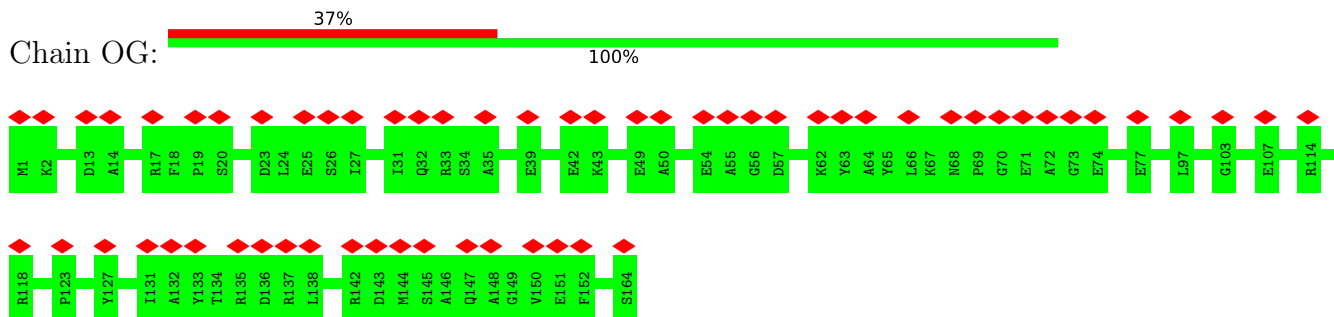 37%
Chain OG:
100%
M1 K2 D13 A14 R17 F18 P19 S20 D23 L24 E25 S26 I27 I31 Q32 R33 S34 A35 E39 E42 K43 E49 A50 E54 A55 G56 D57 K62 Y63 A64 Y65 L66 K67 N68 P69 G70 E71 A72 G73 E74 E77 L97 G103 E107 R114
R118 P123 Y127 I131 A132 Y133 T134 R135 D136 R137 L138 R142 D143 M144 S145 A146 Q147 A148 G149 V150 E151 F152 S164